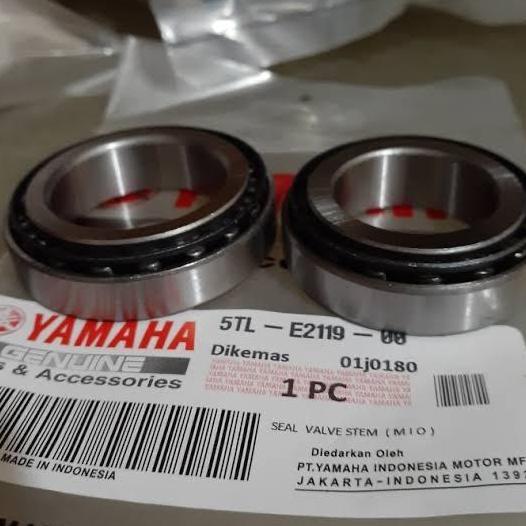 YAMAHA
GENUINE
s & Accessories
MADE IN INDONESIA
5TL - E2119 - 00
Dikemas 01j0180
1 PC
SEAL VALVE STEM (MIO)
Diedarkan Oleh
PT.YAMAHA INDONESIA MOTOR MF
JAKARTA-INDONESIA 1392